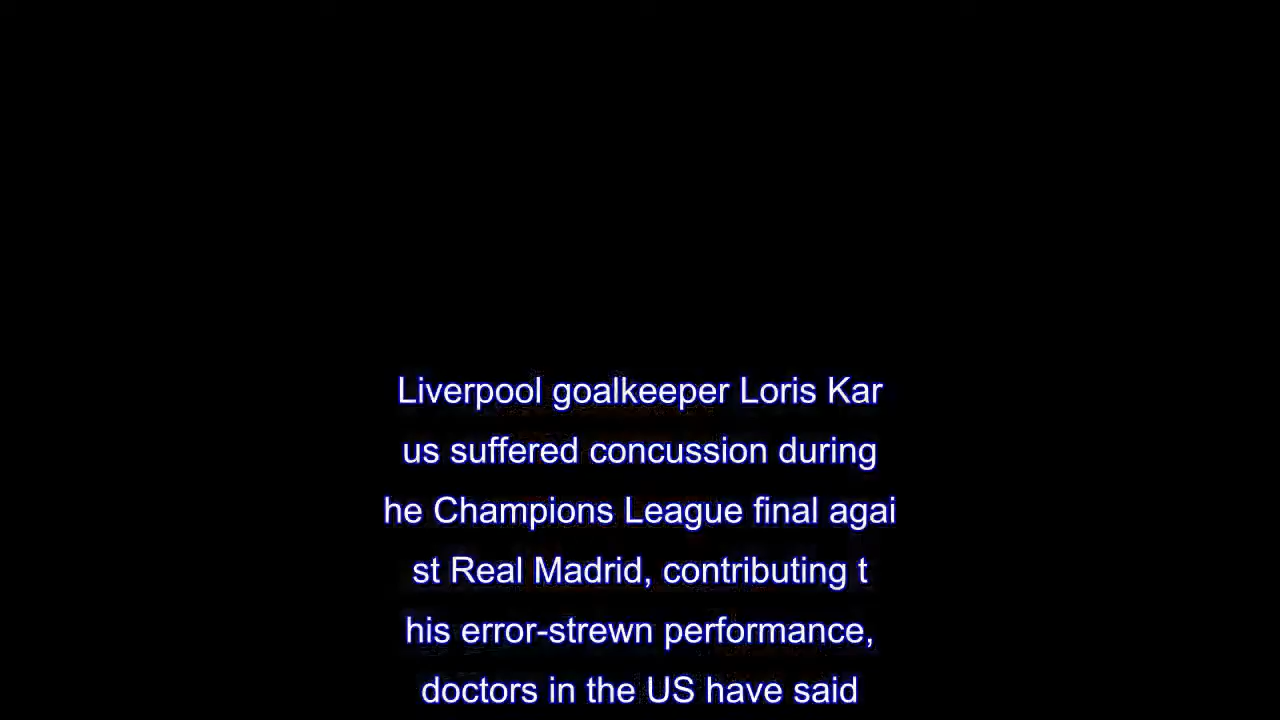 Liverpool goalkeeper Loris Kar
us suffered concussion during
he Champions League final agai
st Real Madrid, contributing t
his error-strewn performance,
doctors in the US have said